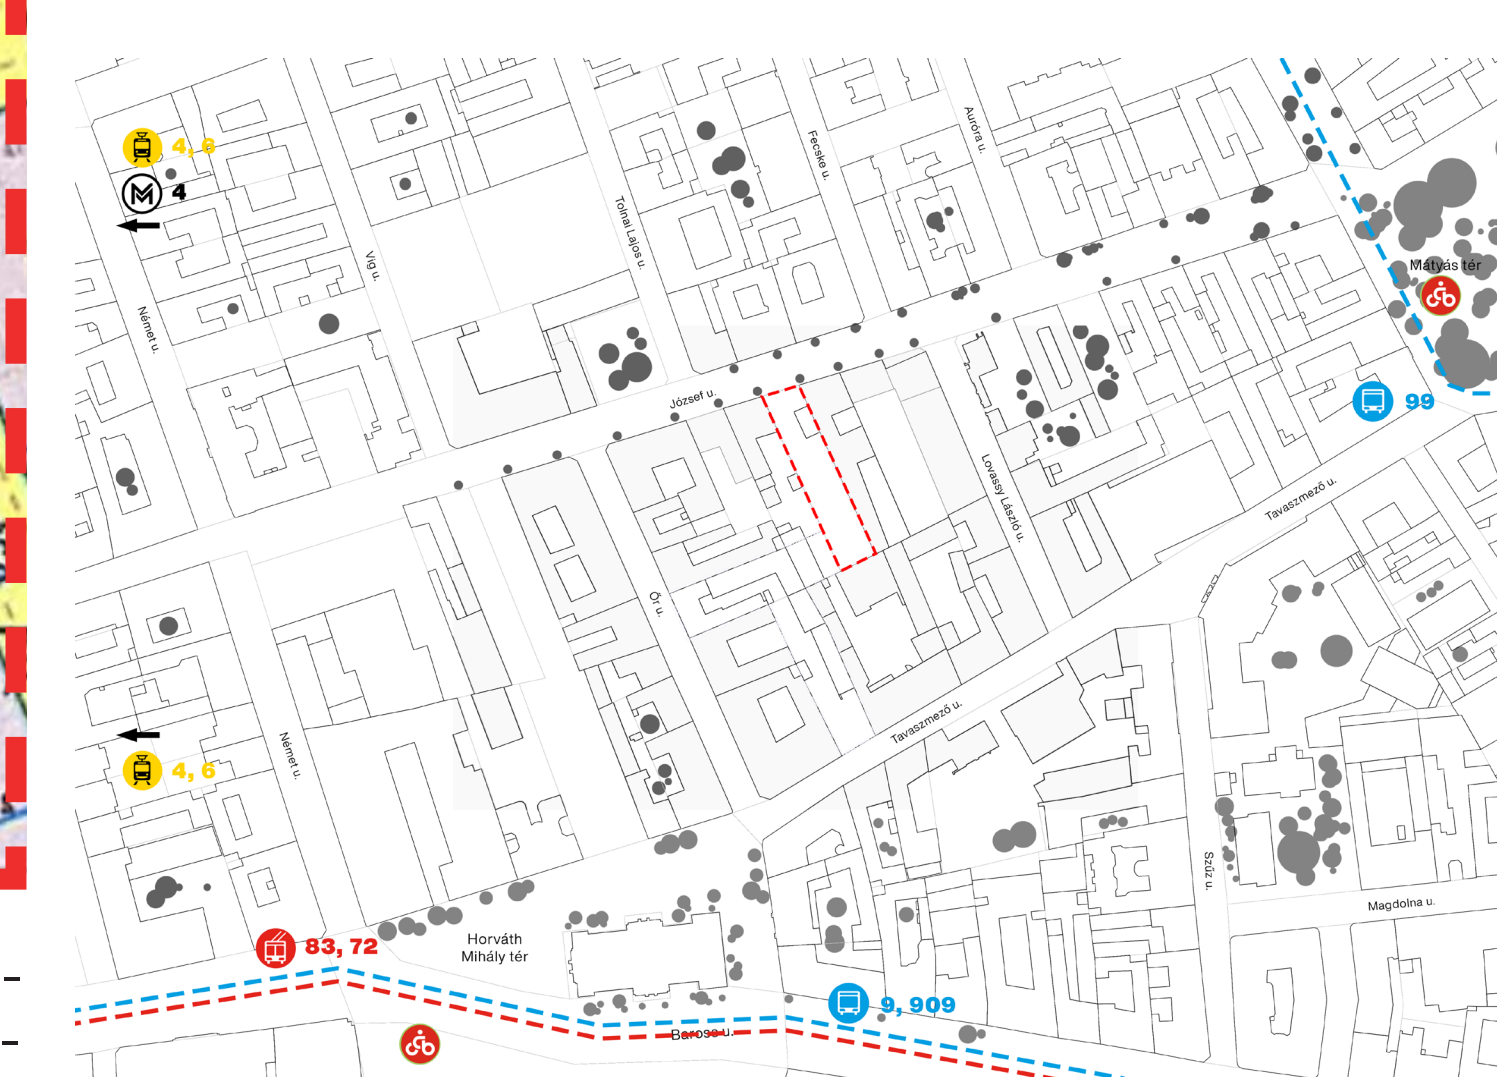 4, 6
M 4
Fecske u.
Auróra u.
Tolnai Lajos u.
Víg u.
Német u.
Mátyás tér
József u.
99
Lovassy László u.
Tavaszmező u.
Őr u.
Tavaszmező u.
Német u.
4, 6
Szűz u.
Magdolna u.
83, 72
Horváth
Mihály tér
9, 909
Baross u.